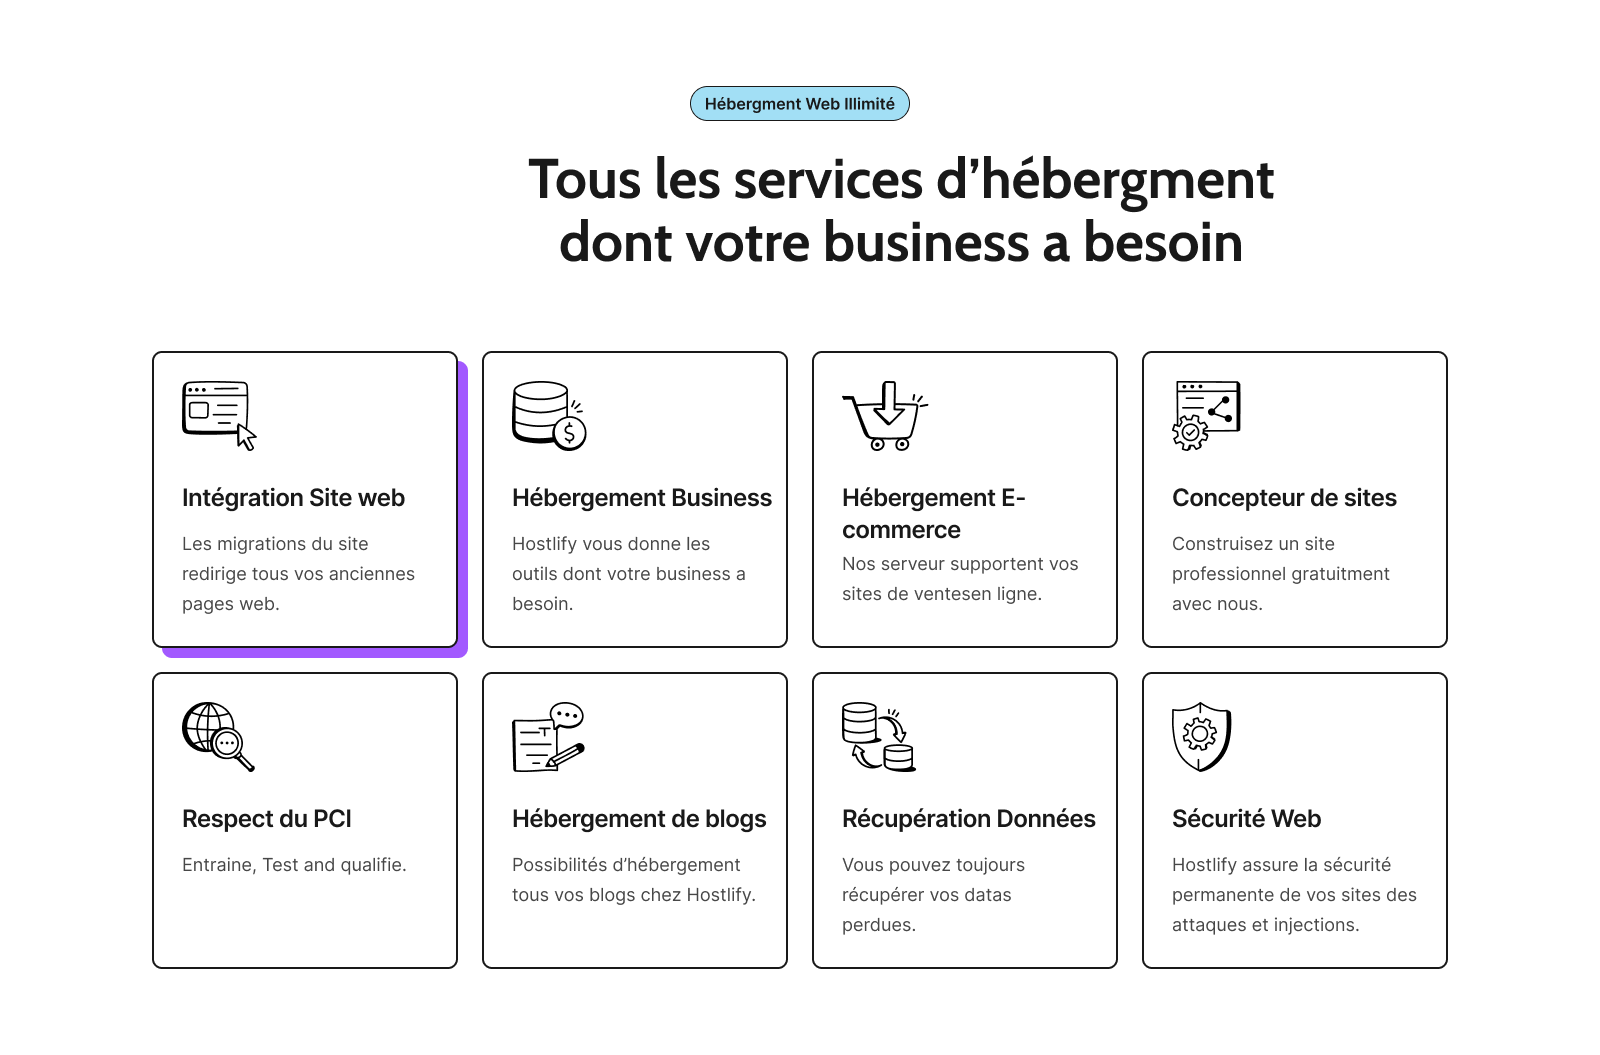 Hébergment Web Illimité
Tous les services d’hébergment
dont votre business a besoin
Intégration Site web
Les migrations du site
redirige tous vos anciennes
pages web.
Hébergement Business
Hostlify vous donne les
outils dont votre business a
besoin.
Hébergement E-
commerce
Nos serveur supportent vos
sites de ventesen ligne.
Concepteur de sites
Construisez un site
professionnel gratuitment
avec nous.
Respect du PCI
Entraine, Test and qualifie.
Hébergement de blogs
Possibilités d’hébergement
tous vos blogs chez Hostlify.
Récupération Données
Vous pouvez toujours
récupérer vos datas
perdues.
Sécurité Web
Hostlify assure la sécurité
permanente de vos sites des
attaques et injections.